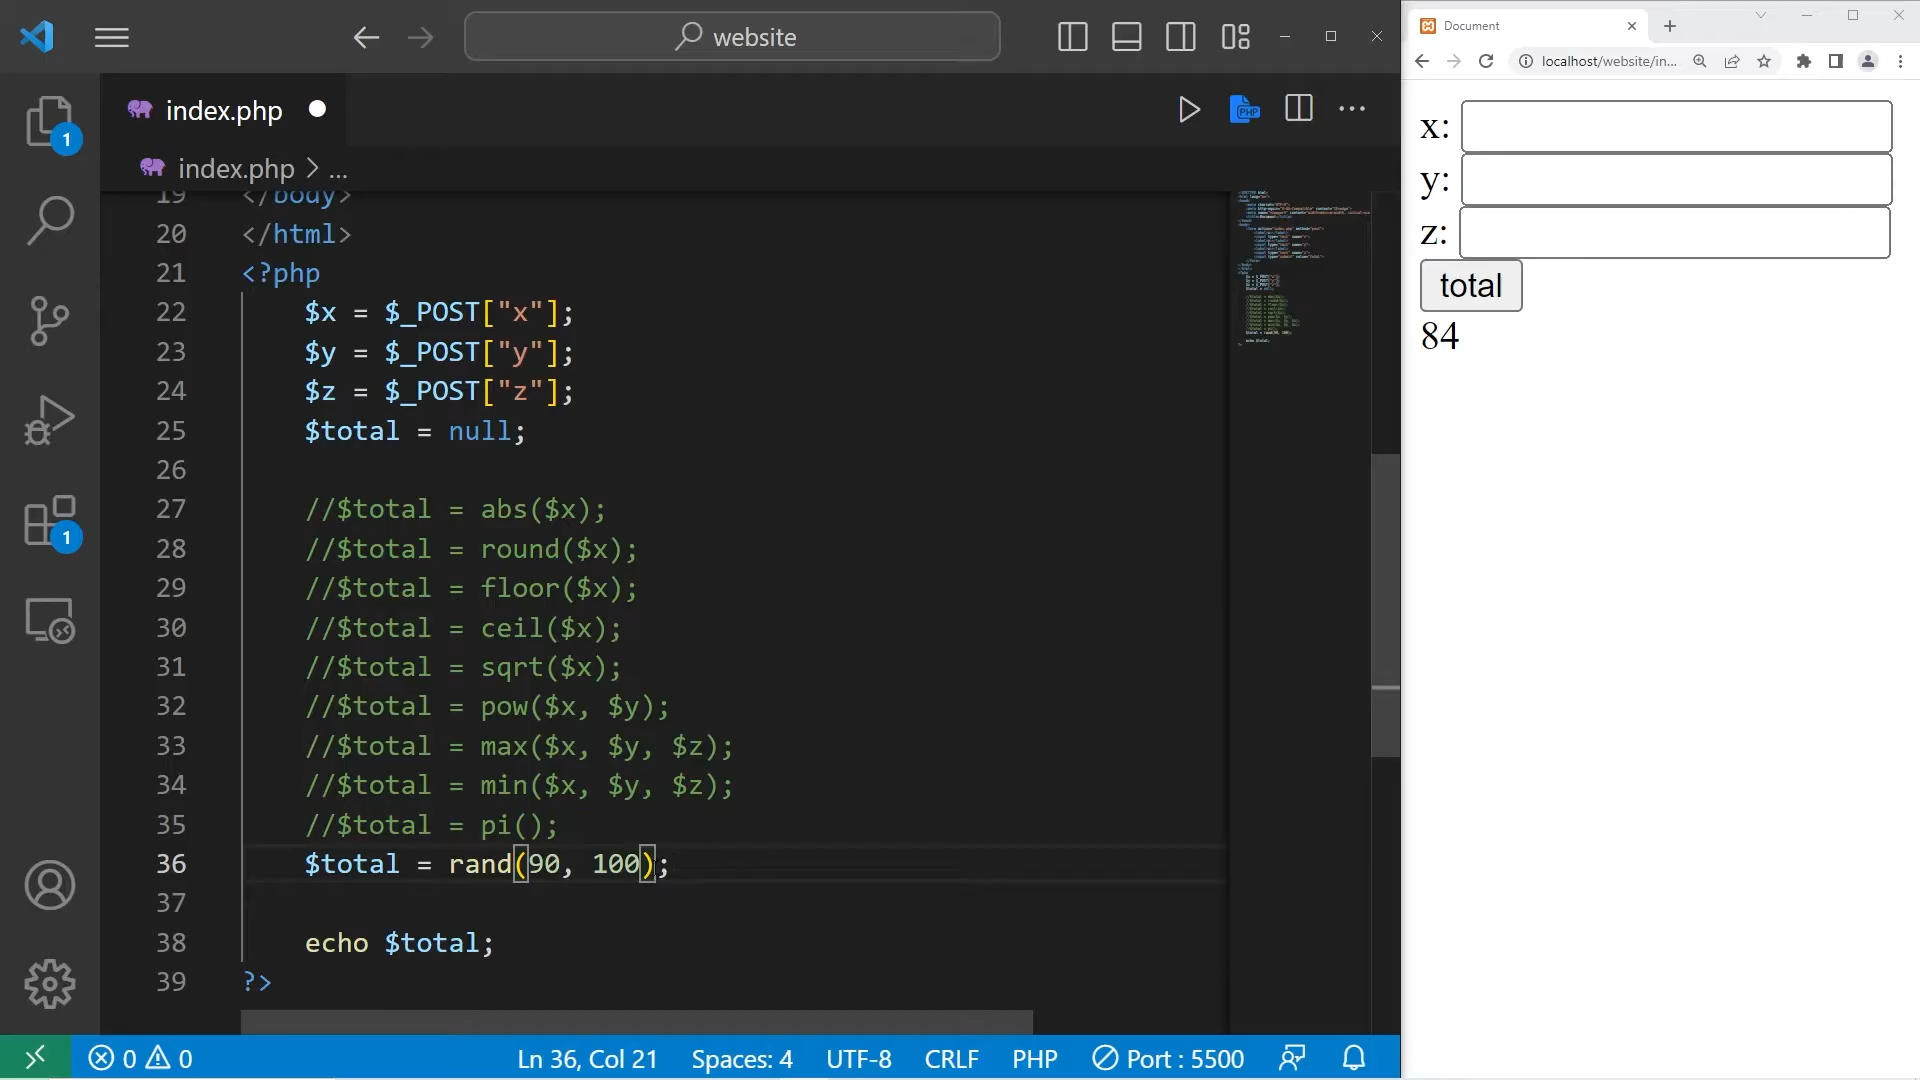 website
index.php
index.php > ...
1
1
PHP
19 </body>
20 </html>
21 <?php
22 $x = $_POST["x"];
23 $y = $_POST["y"];
24 $z = $_POST["z"];
25 $total = null;
26
27 //$total = abs($x);
28 //$total = round($x);
29 //$total = floor($x);
30 //$total = ceil($x);
31 //$total = sqrt($x);
32 //$total = pow($x, $y);
33 //$total = max($x, $y, $z);
34 //$total = min($x, $y, $z);
35 //$total = pi();
36 $total = rand(90, 100);
37
38 echo $total;
39 ?>
0 0 Ln 36, Col 21 Spaces: 4 UTF-8 CRLF PHP Port : 5500
Document
localhost/website/in...
x:
y:
z:
total
84